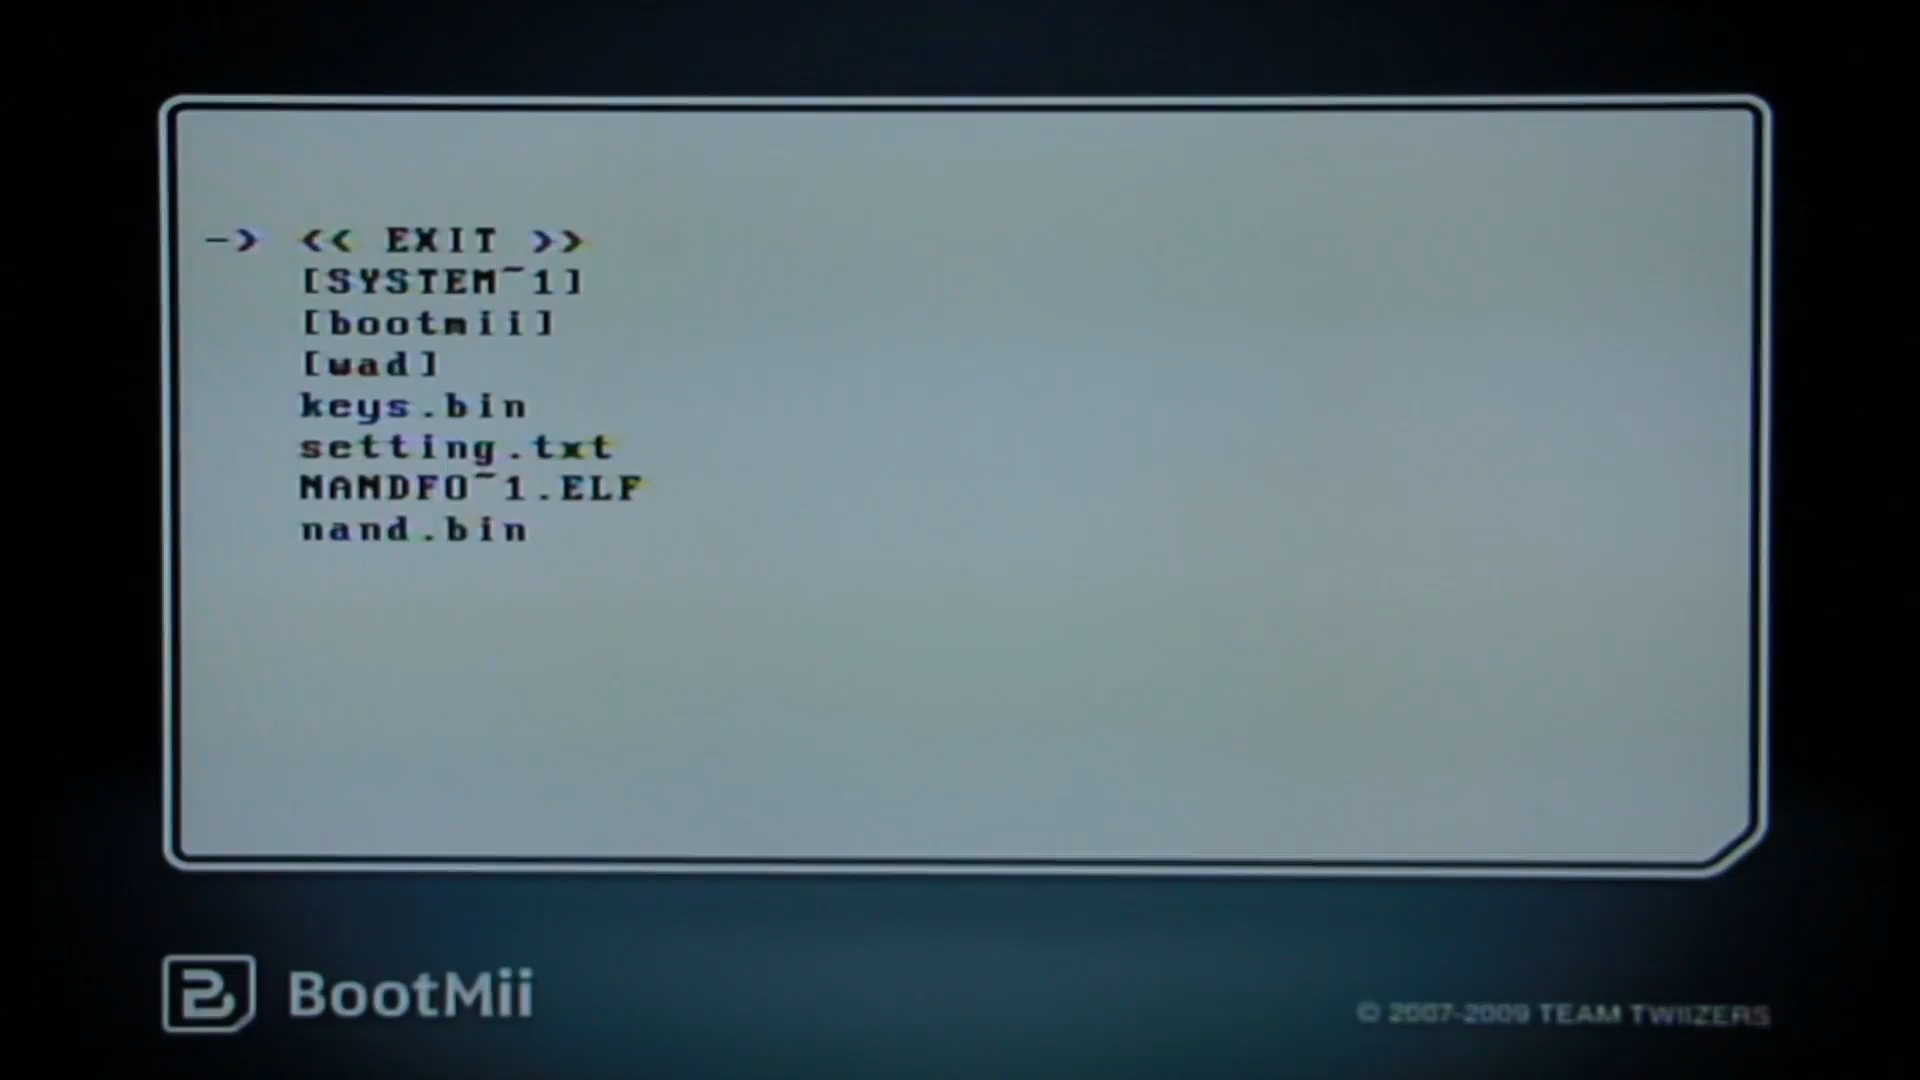 -> << EXIT >>
[SYSTEM~1]
[bootmii]
[wad]
keys.bin
setting.txt
NANDFO~1.ELF
nand.bin
BootMii
© 2007-2009 TEAM TWIIZERS